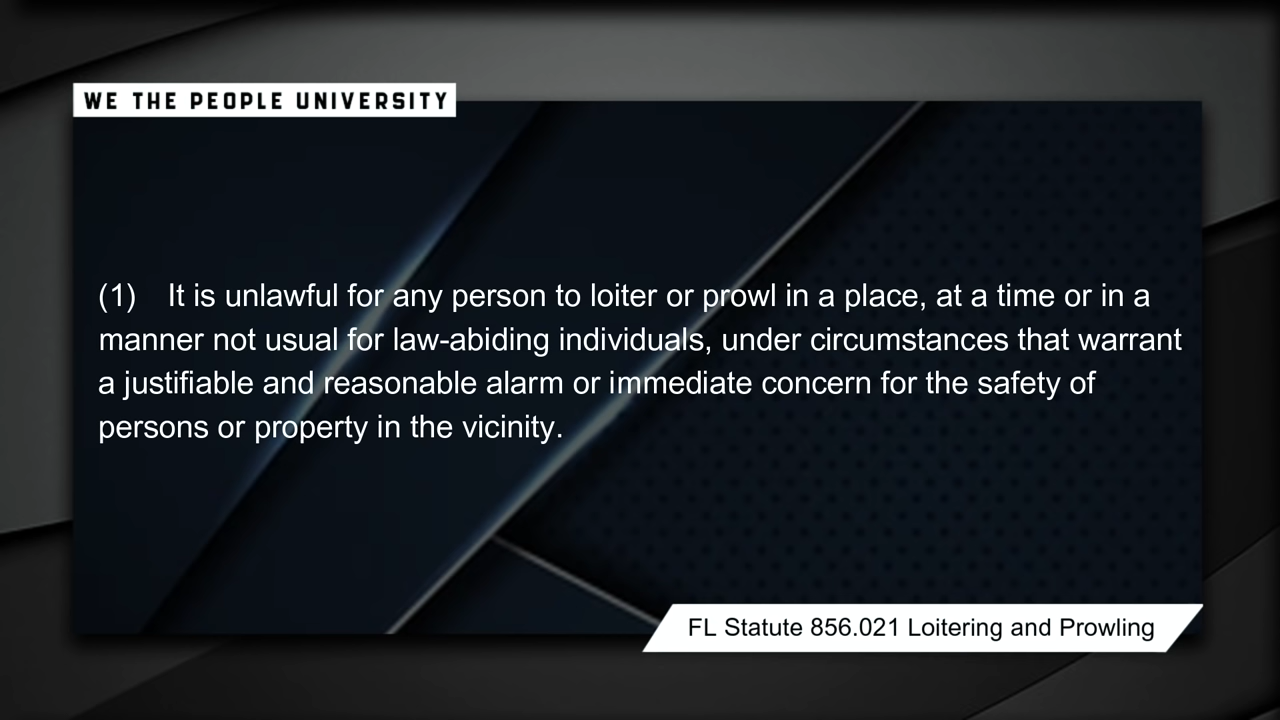 WE THE PEOPLE UNIVERSITY
(1) It is unlawful for any person to loiter or prowl in a place, at a time or in a
manner not usual for law-abiding individuals, under circumstances that warrant
a justifiable and reasonable alarm or immediate concern for the safety of
persons or property in the vicinity.
FL Statute 856.021 Loitering and Prowling